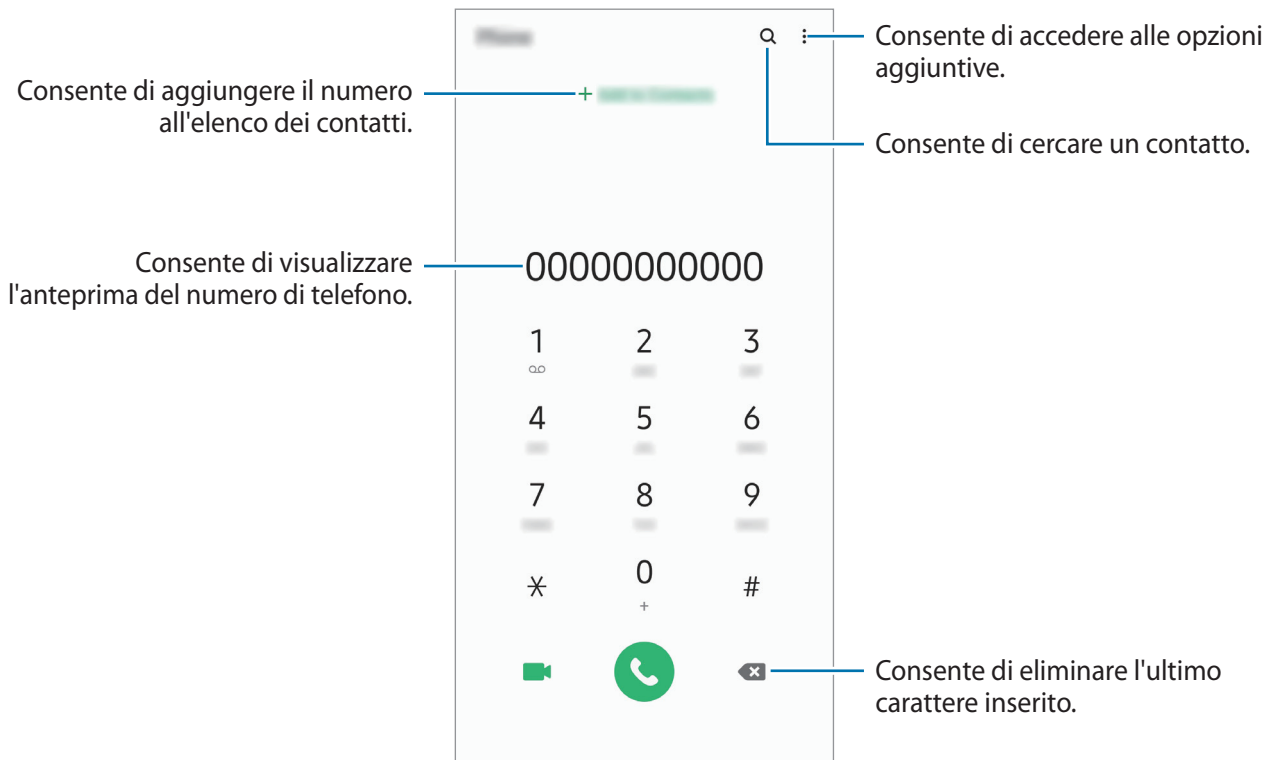 Consente di accedere alle opzioni
aggiuntive.
Consente di aggiungere il numero
all'elenco dei contatti.
+
Consente di cercare un contatto.
Consente di visualizzare
l'anteprima del numero di telefono.
00000000000
1 2 3
4 5 6
7 8 9
* 0 #
+
Consente di eliminare l'ultimo
carattere inserito.